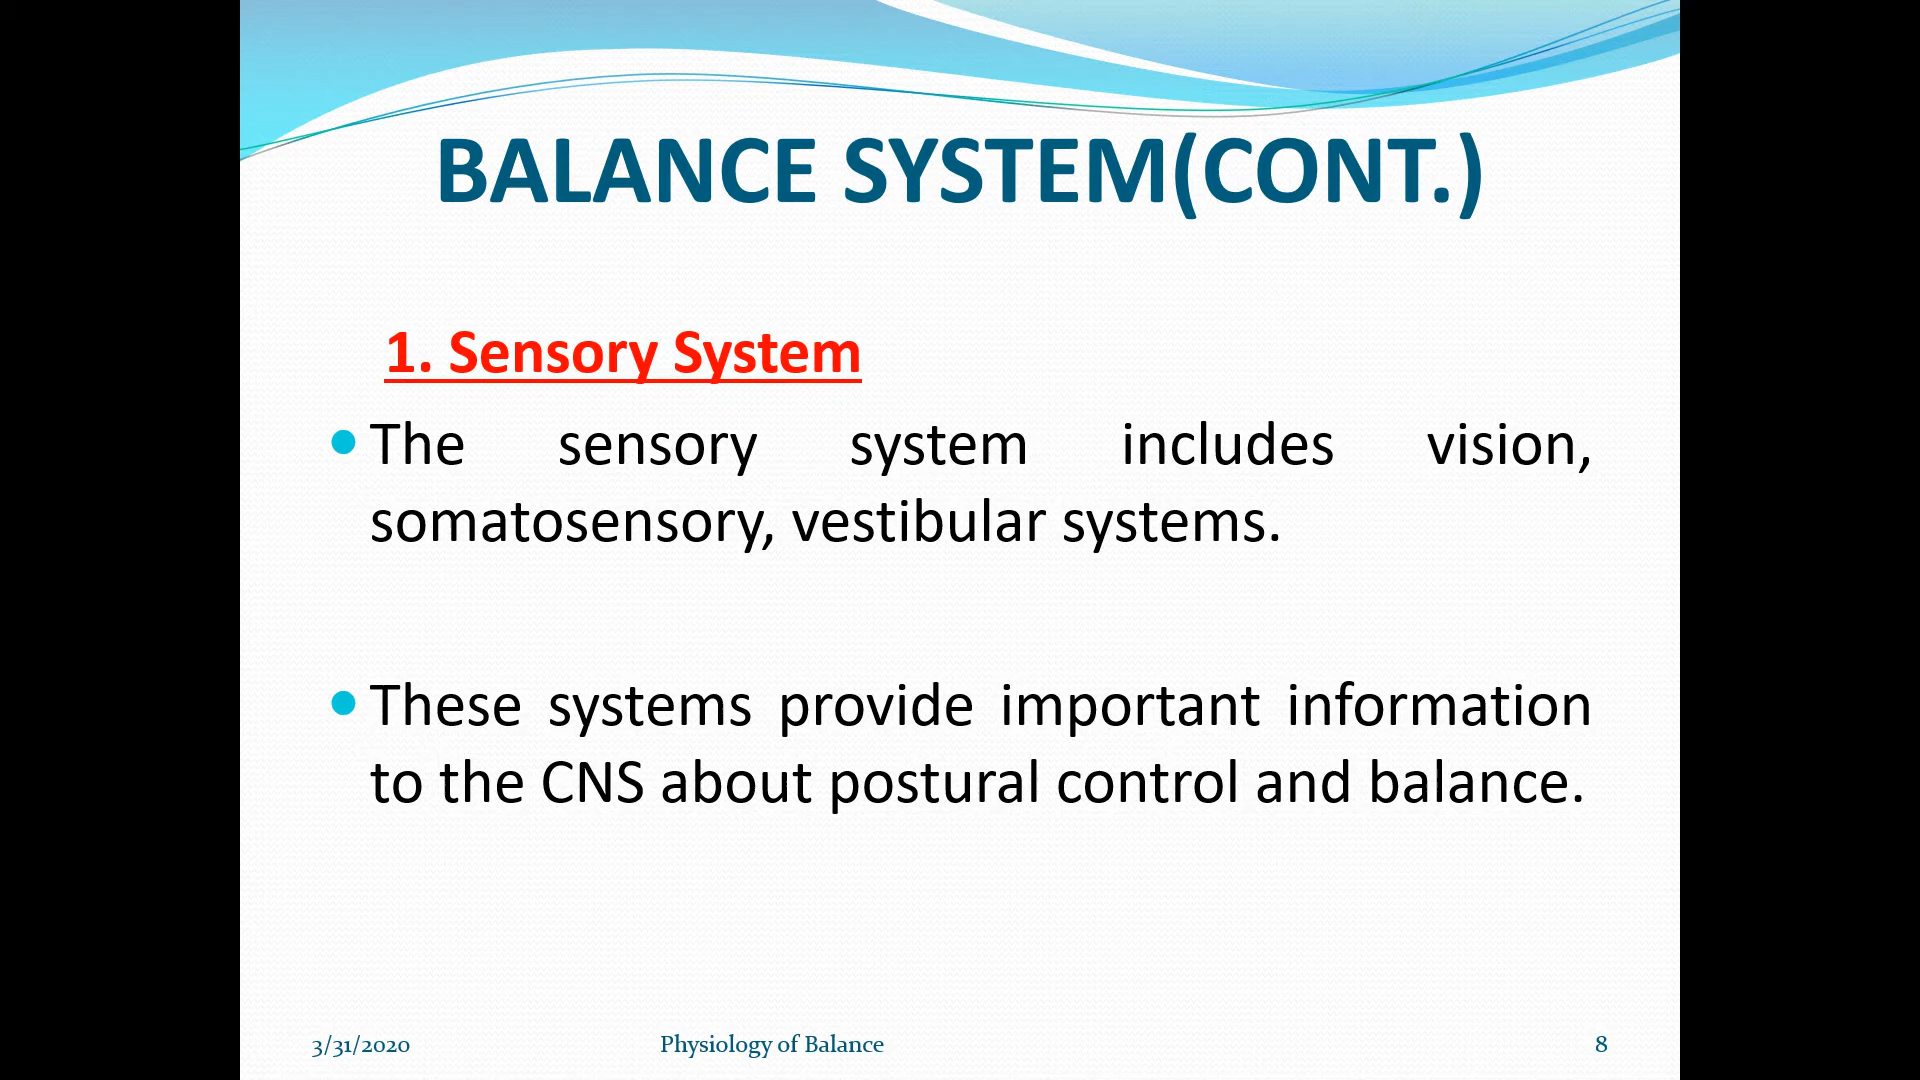 BALANCE SYSTEM(CONT.)
1. Sensory System
• The sensory system includes vision,
somatosensory, vestibular systems.
• These systems provide important information
to the CNS about postural control and balance.
3/31/2020 Physiology of Balance 8